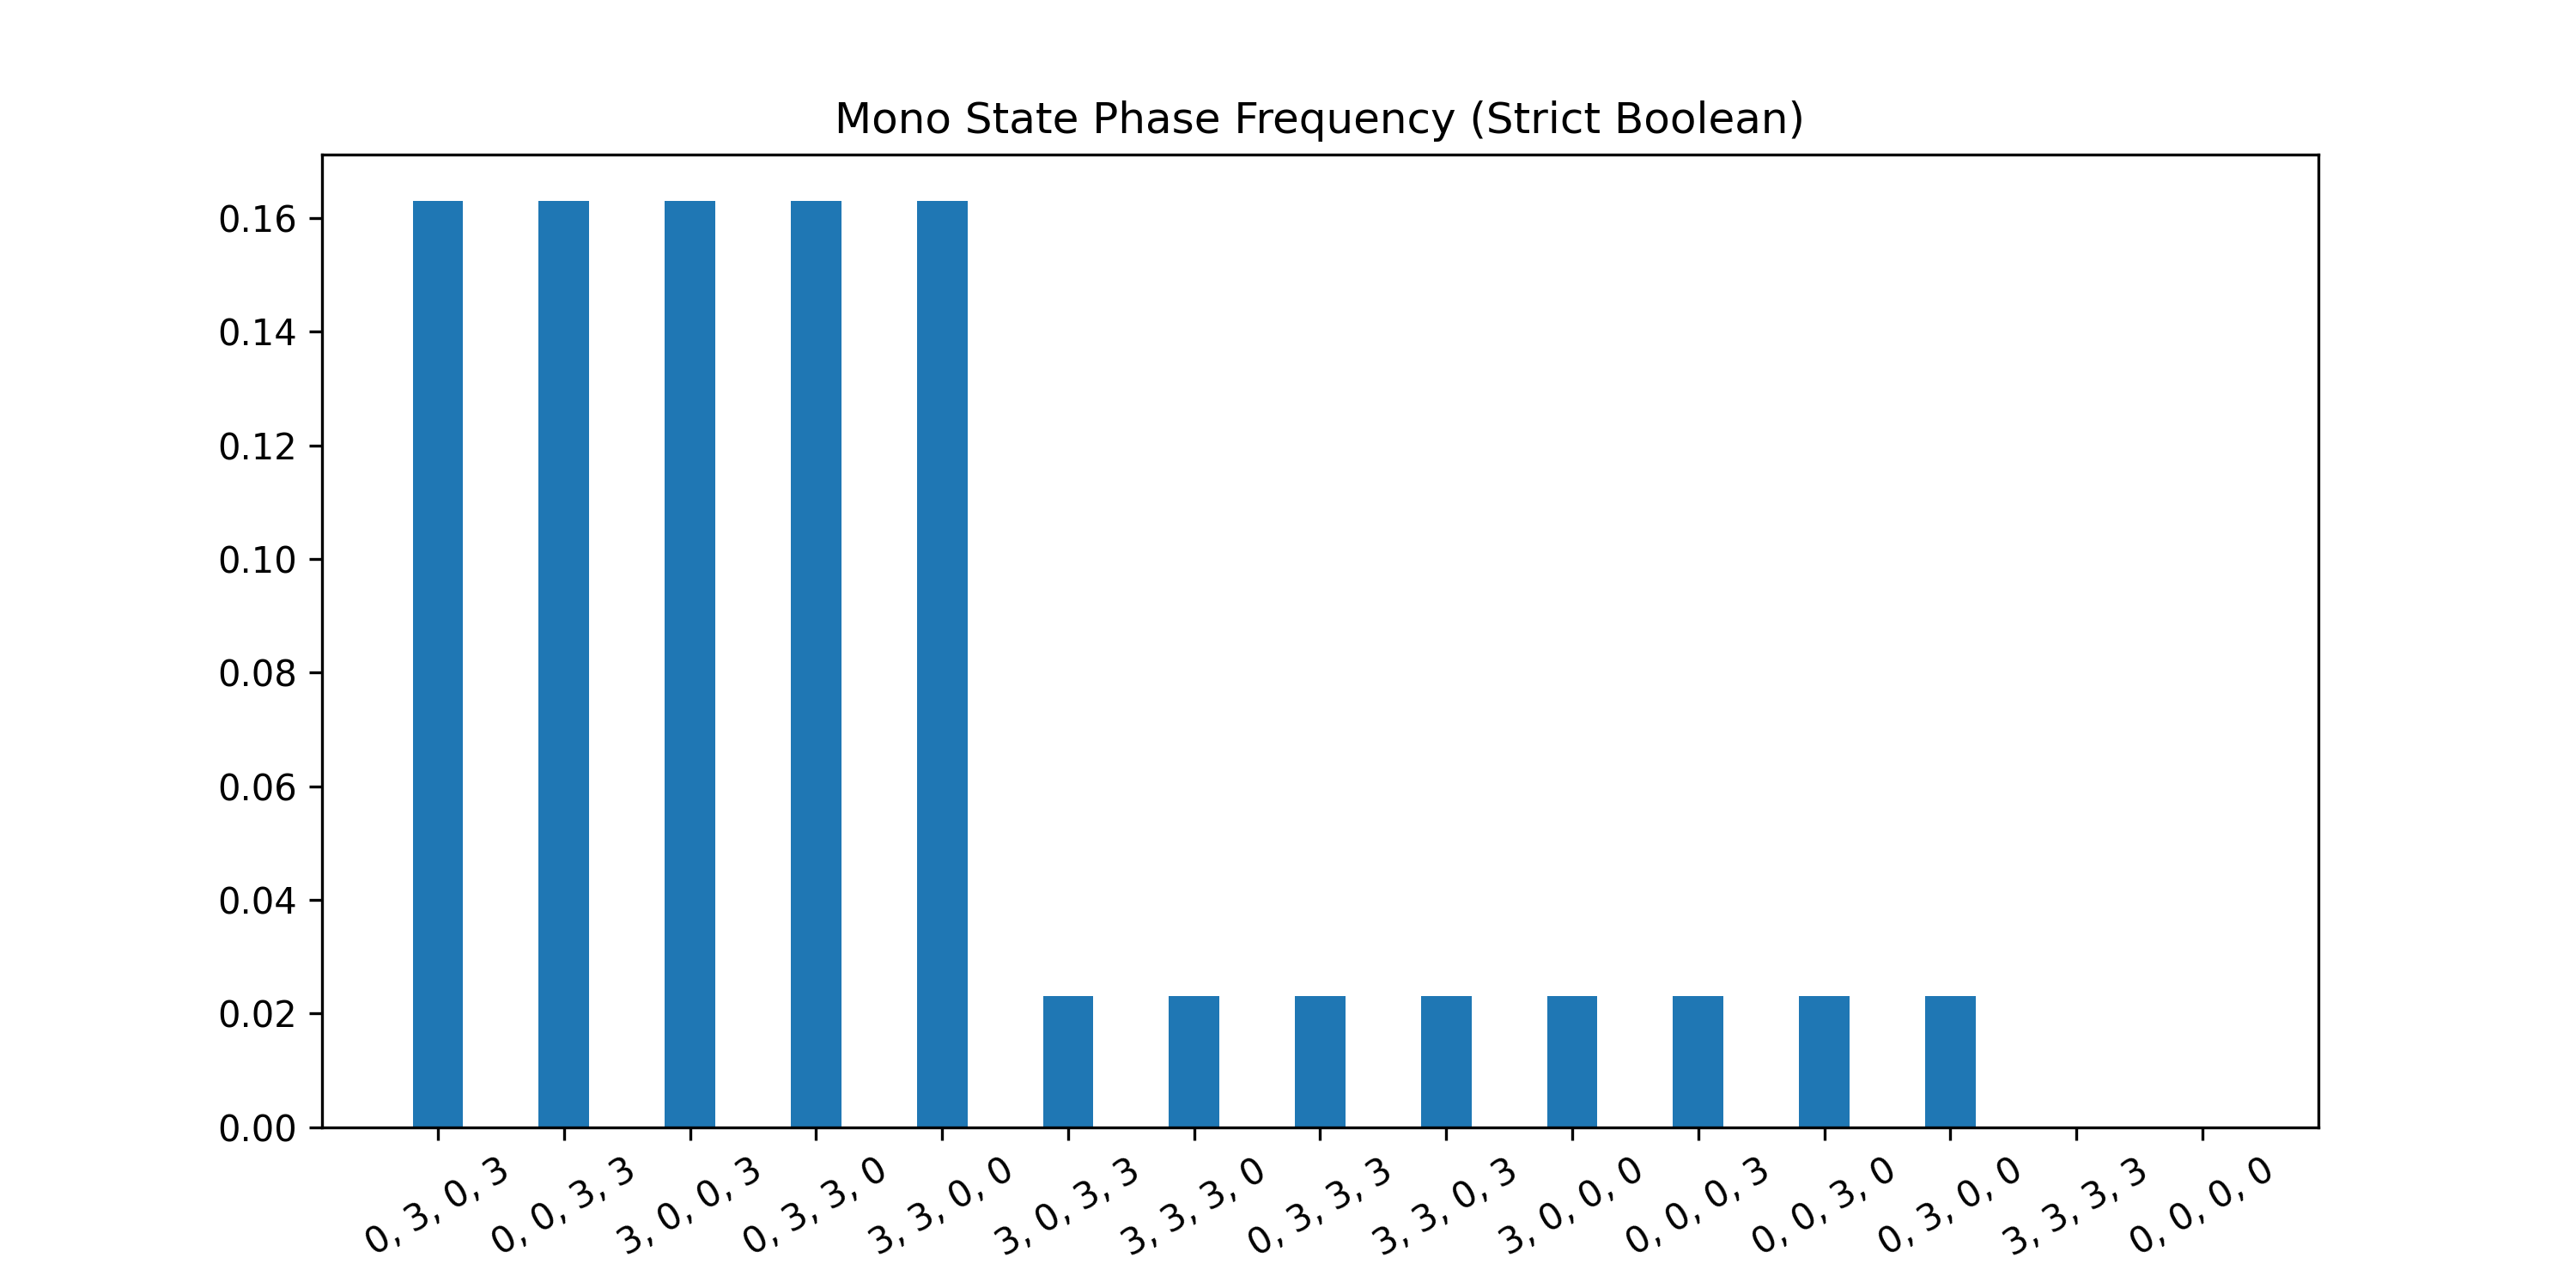 Mono State Phase Frequency (Strict Boolean)
0.16
0.14
0.12
0.10
0.08
0.06
0.04
0.02
0.00
0, 3, 0, 3
0, 0, 3, 3
3, 0, 0, 3
0, 3, 3, 0
3, 3, 0, 0
3, 0, 3, 3
3, 3, 3, 0
0, 3, 3, 3
3, 3, 0, 3
3, 0, 0, 0
0, 0, 0, 3
0, 0, 3, 0
0, 3, 0, 0
3, 3, 3, 3
0, 0, 0, 0